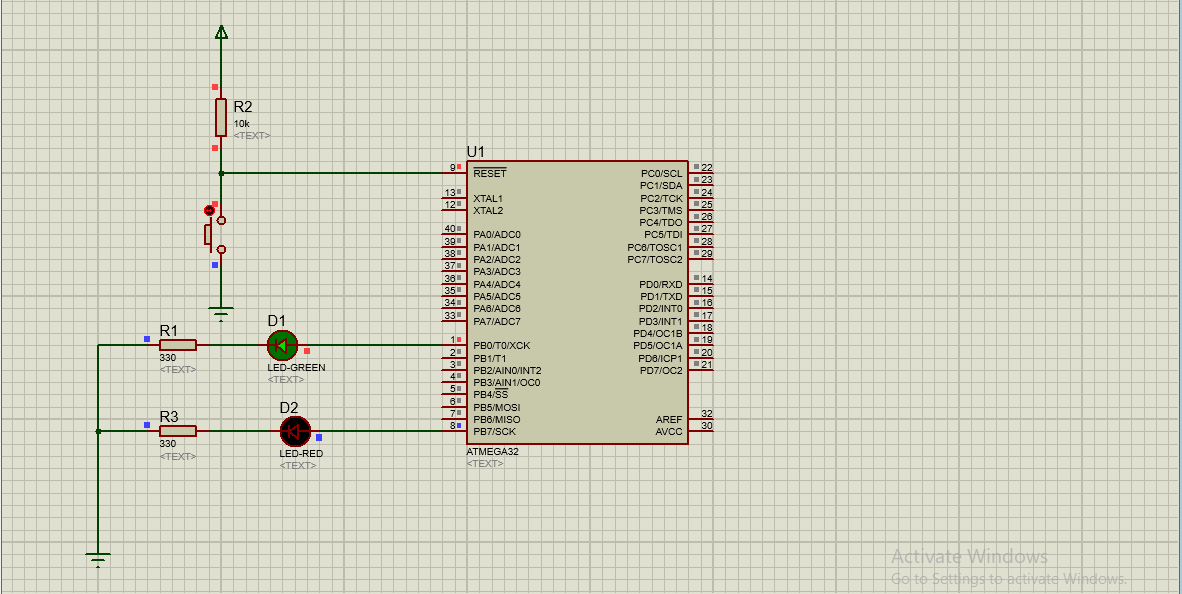 R2
10k
<TEXT>
U1
9
RESET
13
XTAL1
12
XTAL2
40
PA0/ADC0
39
PA1/ADC1
38
PA2/ADC2
37
PA3/ADC3
36
PA4/ADC4
35
PA5/ADC5
34
PA6/ADC6
33
PA7/ADC7
1
PB0/T0/XCK
2
PB1/T1
3
PB2/AIN0/INT2
4
PB3/AIN1/OC0
5
PB4/SS
6
PB5/MOSI
7
PB6/MISO
8
PB7/SCK
PC0/SCL
22
PC1/SDA
23
PC2/TCK
24
PC3/TMS
25
PC4/TDO
26
PC5/TDI
27
PC6/TOSC1
28
PC7/TOSC2
29
PD0/RXD
14
PD1/TXD
15
PD2/INT0
16
PD3/INT1
17
PD4/OC1B
18
PD5/OC1A
19
PD6/ICP1
20
PD7/OC2
21
AREF
32
AVCC
30
ATMEGA32
<TEXT>
D1
LED-GREEN
<TEXT>
R1
330
<TEXT>
D2
LED-RED
<TEXT>
R3
330
<TEXT>
Activate Windows
Go to Settings to activate Windows.